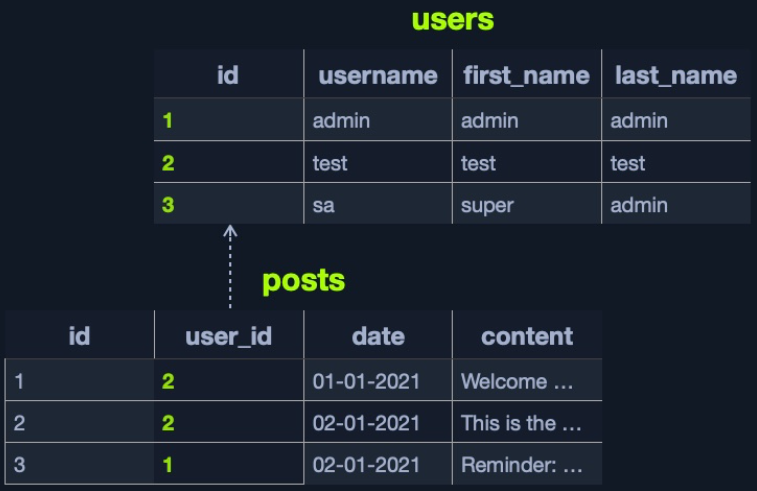 users
id username first_name last_name
1 admin admin admin
2 test test test
3 sa super admin
posts
id user_id date content
1 2 01-01-2021 Welcome ...
2 2 02-01-2021 This is the ...
3 1 02-01-2021 Reminder: ...